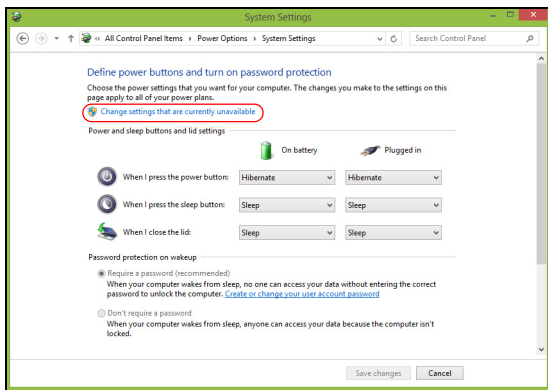 System Settings
« All Control Panel Items › Power Options › System Settings
Search Control Panel
Define power buttons and turn on password protection
Choose the power settings that you want for your computer. The changes you make to the settings on this
page apply to all of your power plans.
Change settings that are currently unavailable
Power and sleep buttons and lid settings
On battery Plugged in
When I press the power button: Hibernate Hibernate
When I press the sleep button: Sleep Sleep
When I close the lid: Sleep Sleep
Password protection on wakeup
Require a password (recommended)
When your computer wakes from sleep, no one can access your data without entering the correct
password to unlock the computer. Create or change your user account password
Don't require a password
When your computer wakes from sleep, anyone can access your data because the computer isn't
locked.
Save changes Cancel